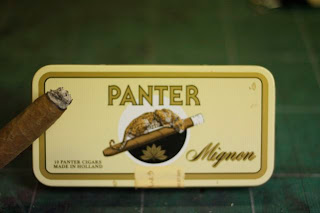 PANTER
Mignon
10 PANTER CIGARS
MADE IN HOLLAND